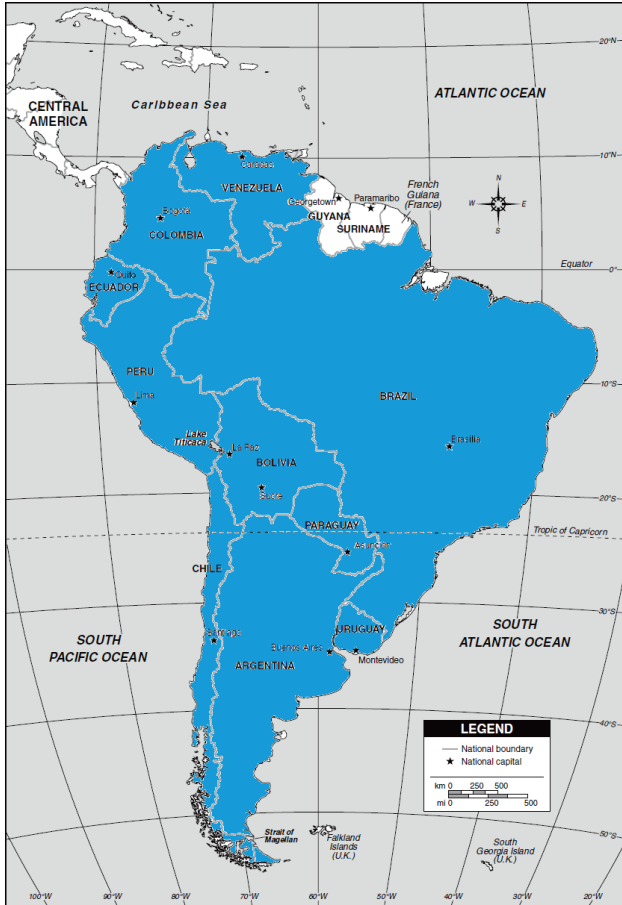 20°N
CENTRAL
AMERICA
Caribbean Sea
ATLANTIC OCEAN
10°N
Caracas
VENEZUELA
Georgetown
Paramaribo
French
Guiana
(France)
GUYANA
SURINAME
N
W
E
S
Bogotá
COLOMBIA
Equator
0°
Quito
ECUADOR
PERU
Lima
BRAZIL
10°S
Lake
Titicaca
La Paz
BOLIVIA
Sucre
Brasília
20°S
PARAGUAY
Tropic of Capricorn
Asunción
CHILE
30°S
SOUTH
PACIFIC OCEAN
Santiago
URUGUAY
Buenos Aires
Montevideo
ARGENTINA
SOUTH
ATLANTIC OCEAN
40°S
LEGEND
National boundary
National capital
km 0 250 500
mi 0 250 500
50°S
Strait of
Magellan
Falkland
Islands
(U.K.)
South
Georgia Island
(U.K.)
100°W 90°W 80°W 70°W 60°W 50°W 40°W 30°W 20°W